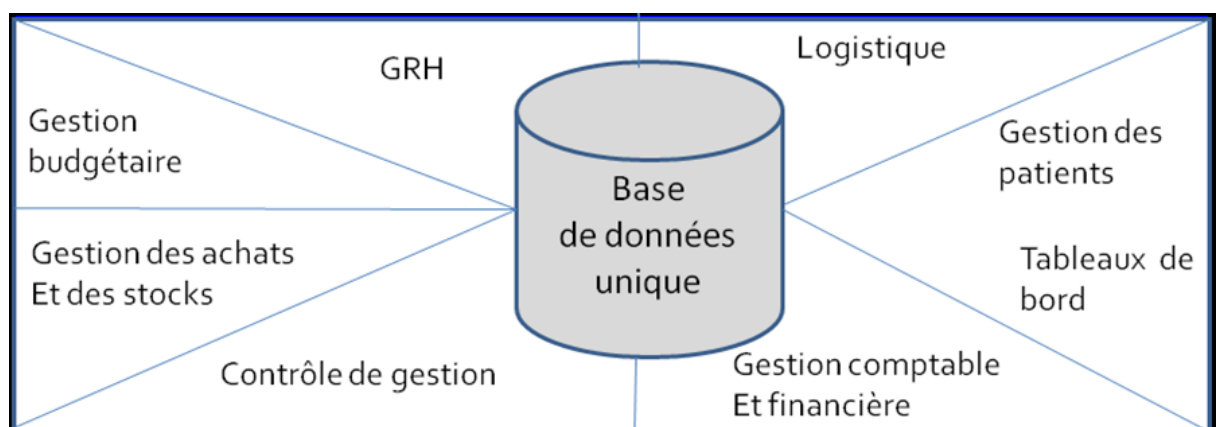 GRH
Logistique
Gestion
budgétaire
Gestion des
patients
Base
de données
unique
Gestion des achats
Et des stocks
Tableaux de
bord
Contrôle de gestion
Gestion comptable
Et financière